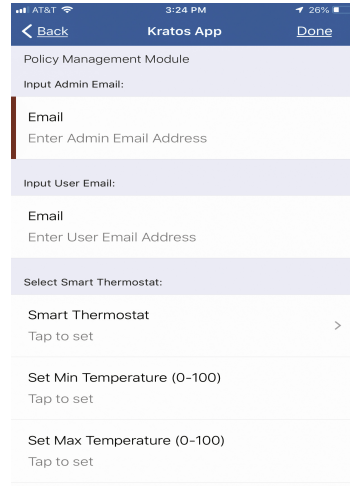 AT&T 3:24 PM 26%
Back Kratos App Done
Policy Management Module
Input Admin Email:
Email
Enter Admin Email Address
Input User Email:
Email
Enter User Email Address
Select Smart Thermostat:
Smart Thermostat
Tap to set
Set Min Temperature (0-100)
Tap to set
Set Max Temperature (0-100)
Tap to set